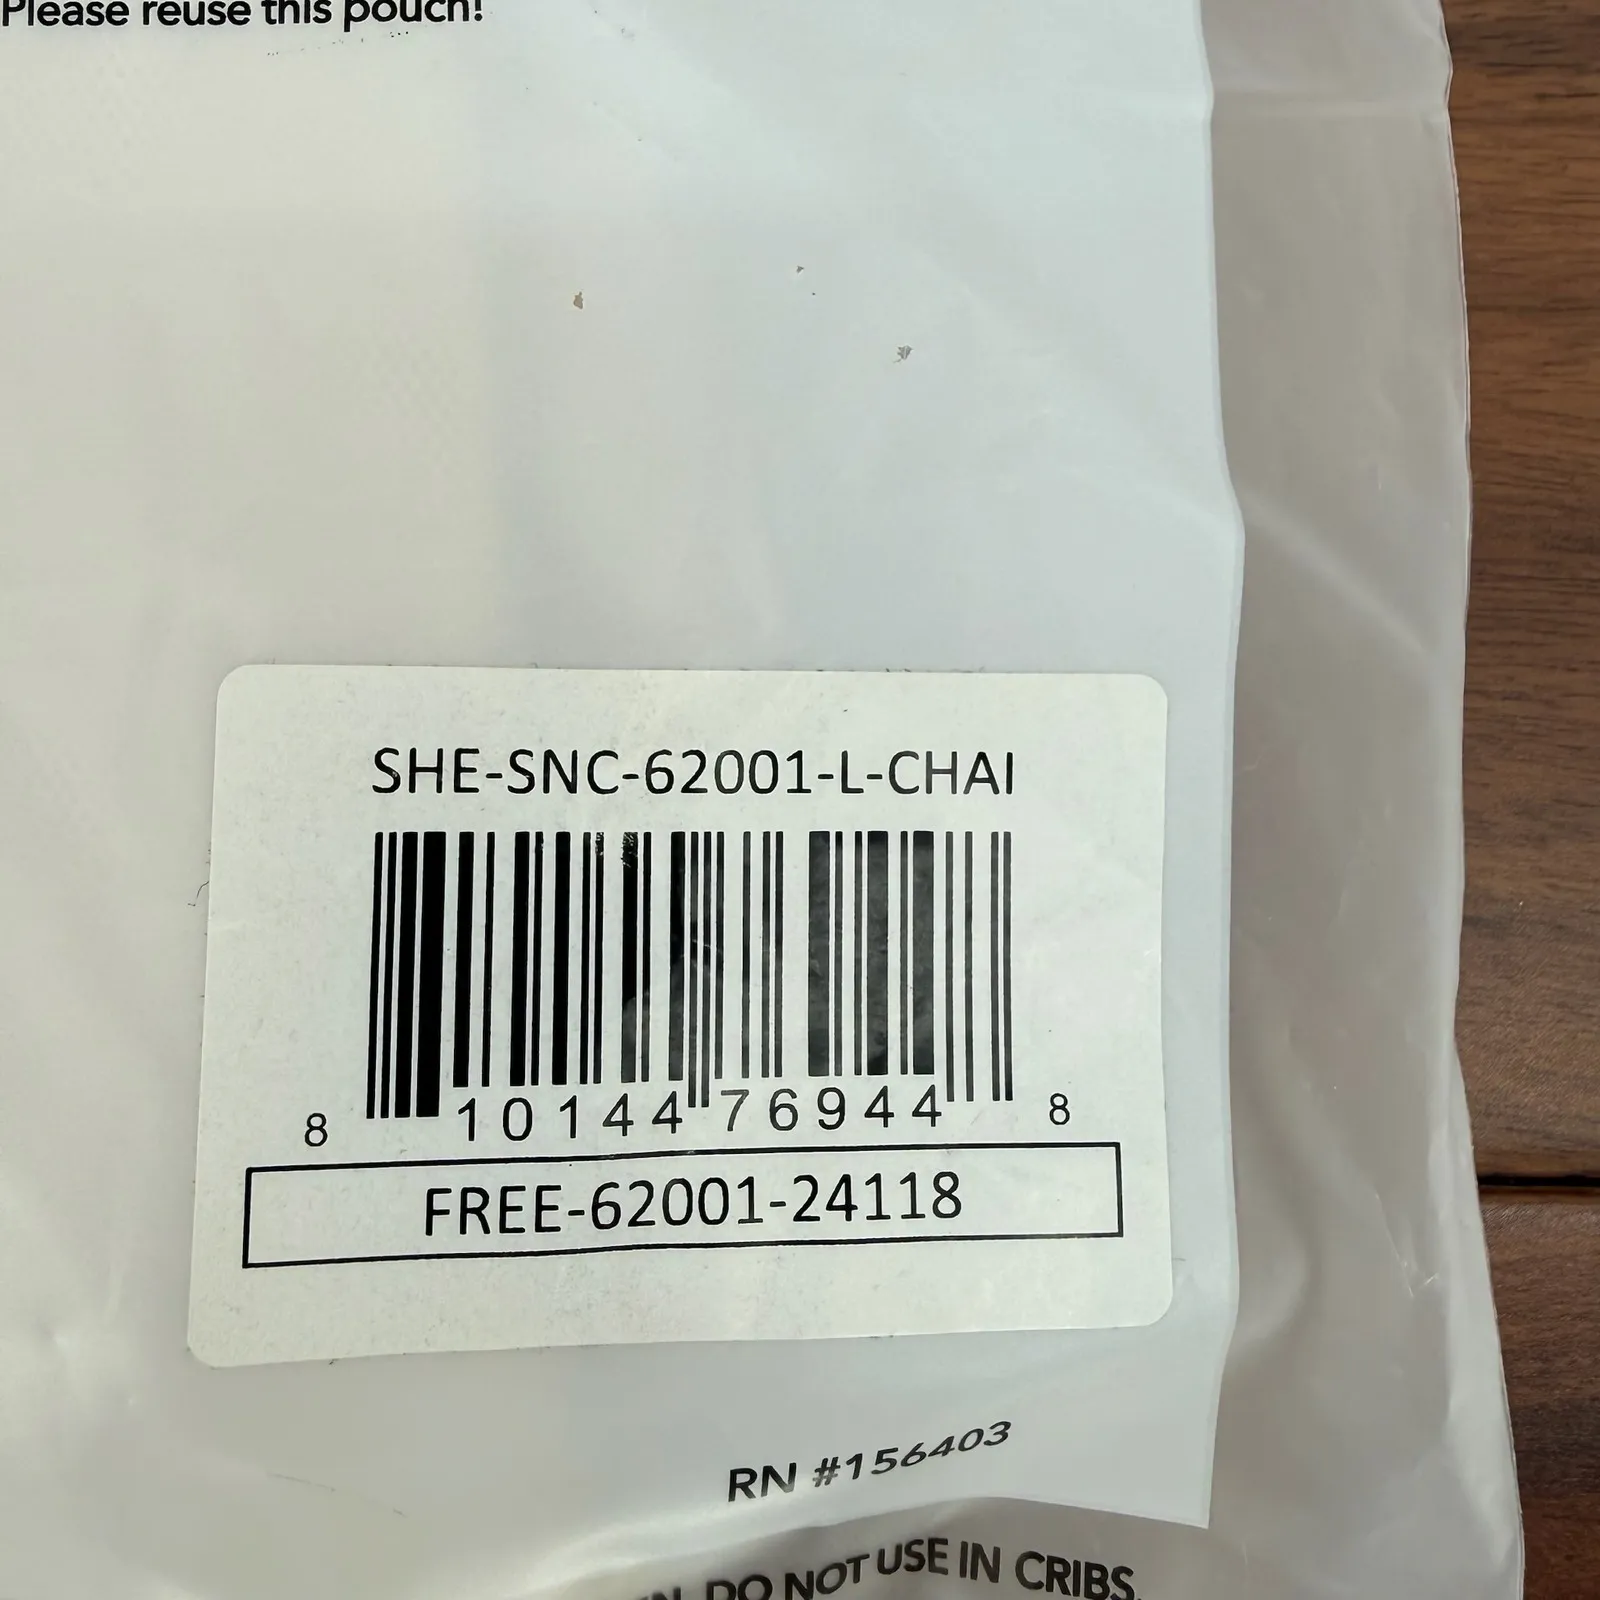 Please reuse this pouch!
SHE-SNC-62001-L-CHAI
8 10144 76944 8
FREE-62001-24118
RN #156403
DO NOT USE IN CRIBS.